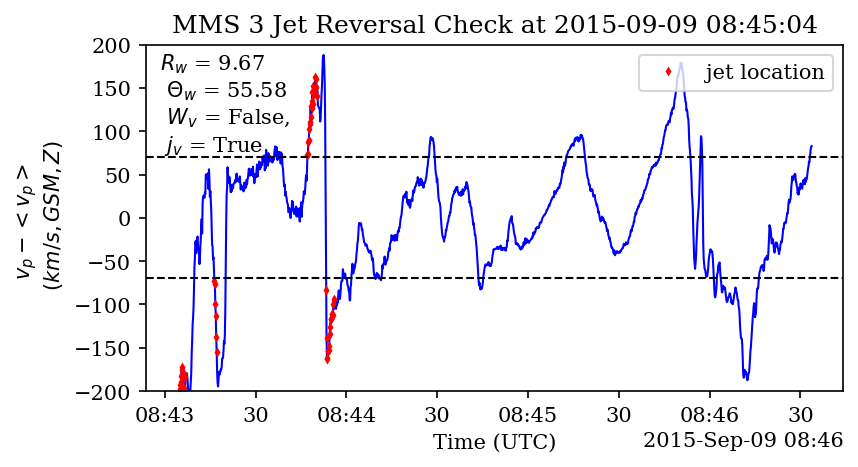 MMS 3 Jet Reversal Check at 2015-09-09 08:45:04
R_w = 9.67
Θ_w = 55.58
W_v = False,
j_v = True
jet location
v_p − < v_p >
(km/s, GSM, Z)
200
150
100
50
0
−50
−100
−150
−200
08:43 30 08:44 30 08:45 30 08:46 30
Time (UTC)
2015-Sep-09 08:46